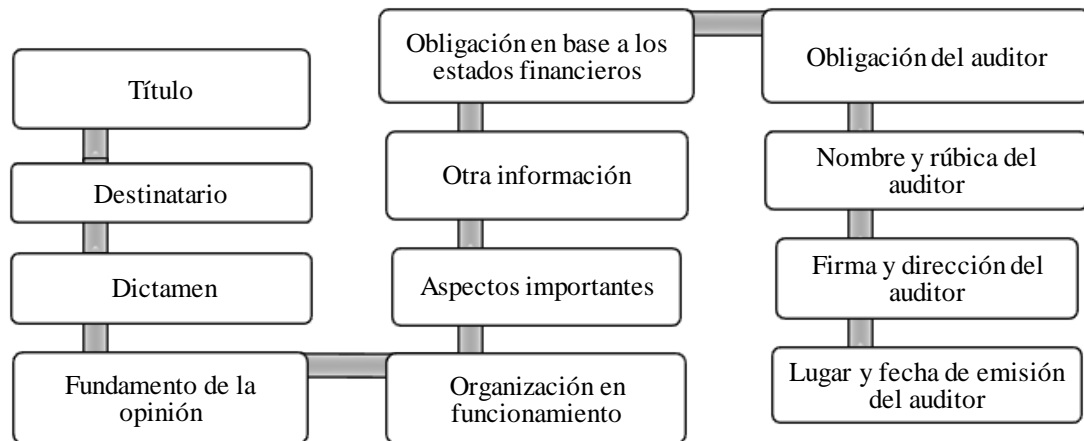 Título
Destinatario
Dictamen
Fundamento de la
opinión
Organización en
funcionamiento
Aspectos importantes
Otra información
Obligación en base a los
estados financieros
Obligación del auditor
Nombre y rúbica del
auditor
Firma y dirección del
auditor
Lugar y fecha de emisión
del auditor